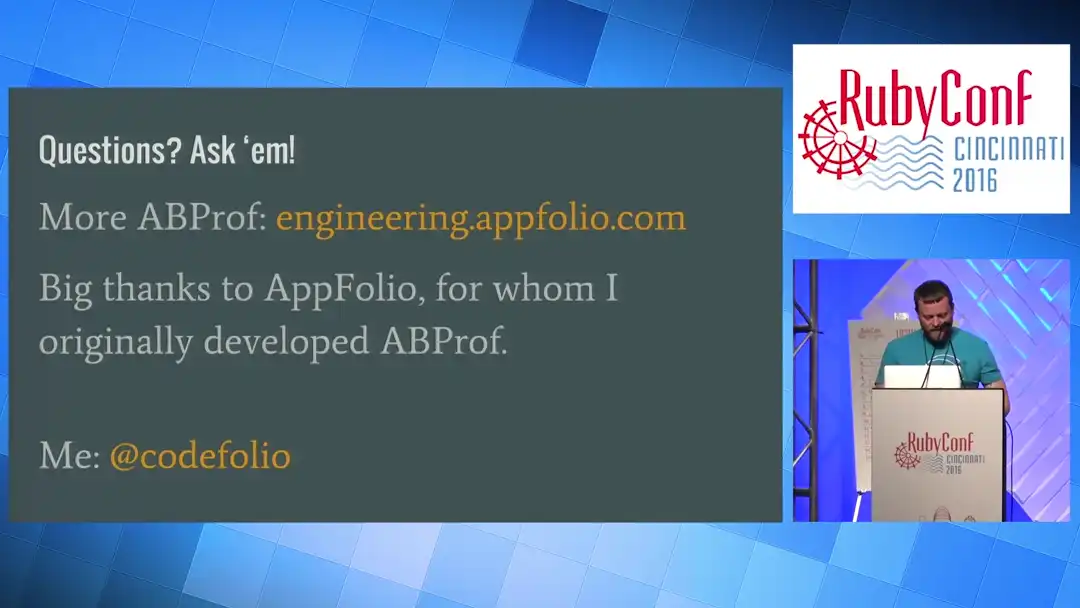 Questions? Ask ‘em!
More ABProf: engineering.appfolio.com
Big thanks to AppFolio, for whom I
originally developed ABProf.
Me: @codefolio
RubyConf
CINCINNATI
2016
RubyConf
CINCINNATI
2016